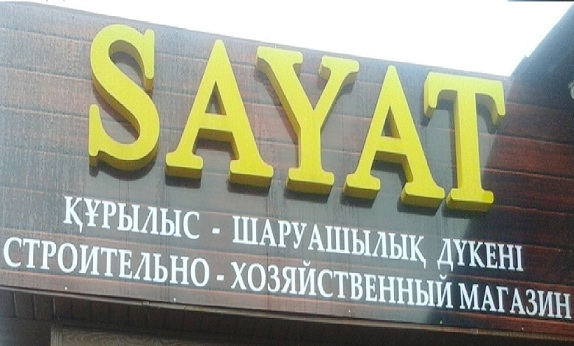 SAYAT
ҚҰРЫЛЫС - ШАРУАШЫЛЫҚ ДҮКЕНІ
СТРОИТЕЛЬНО - ХОЗЯЙСТВЕННЫЙ МАГАЗИН